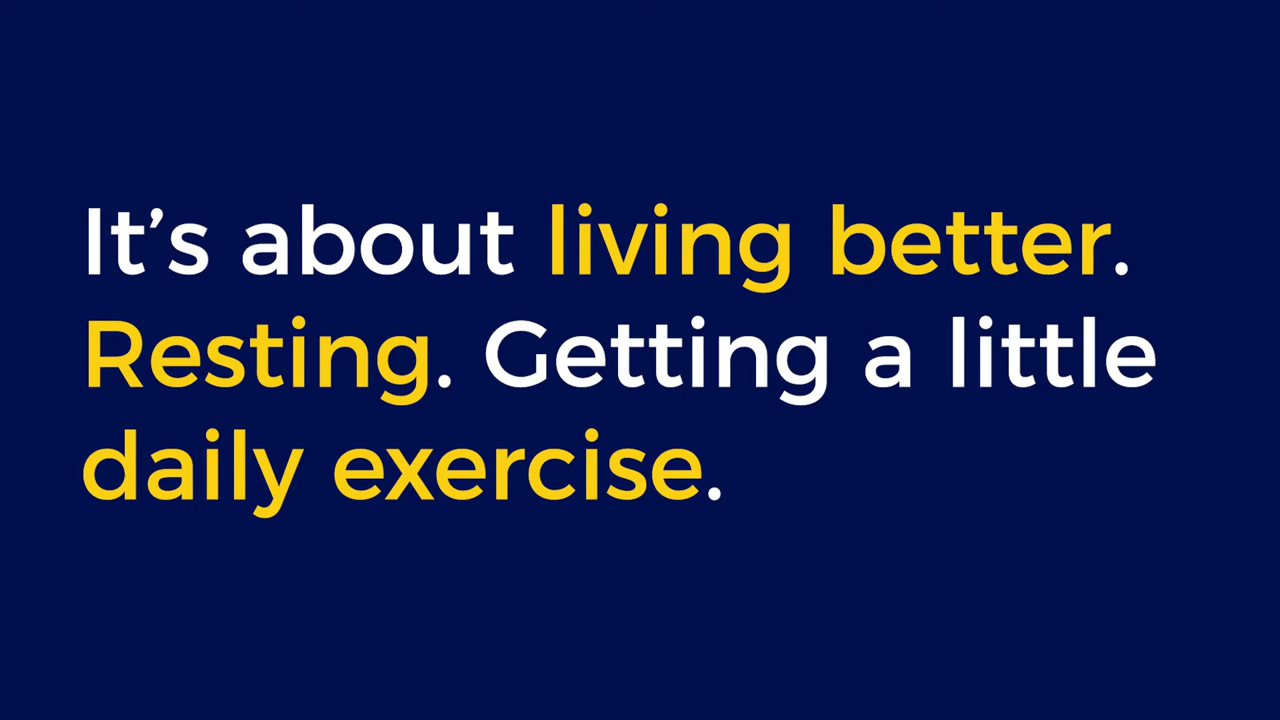 It’s about living better.
Resting. Getting a little
daily exercise.